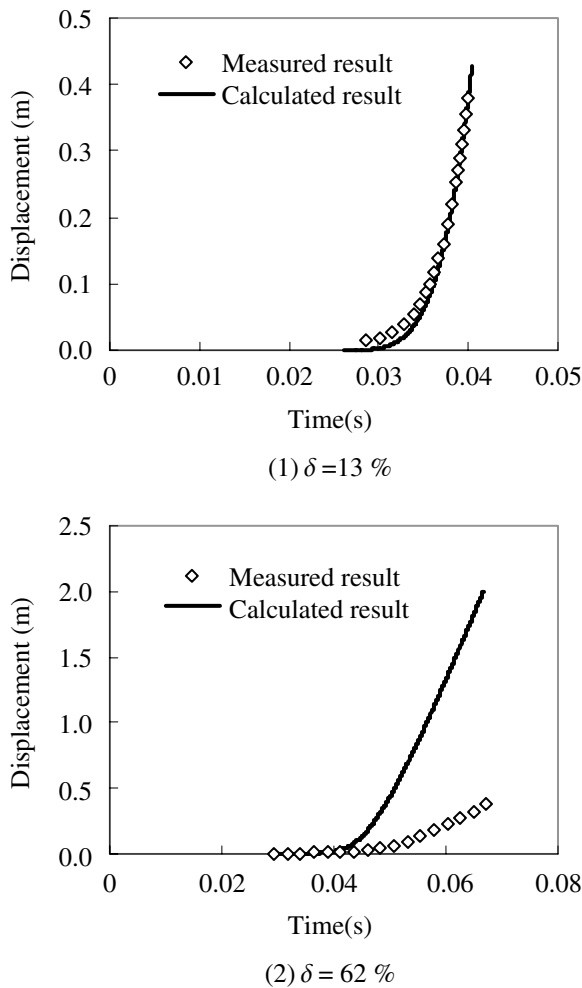 0.5
Measured result
Calculated result
0.4
0.3
0.2
0.1
0.0
Displacement (m)
0 0.01 0.02 0.03 0.04 0.05
Time(s)
(1) δ =13 %
2.5
Measured result
Calculated result
2.0
1.5
1.0
0.5
0.0
Displacement (m)
0 0.02 0.04 0.06 0.08
Time(s)
(2) δ = 62 %